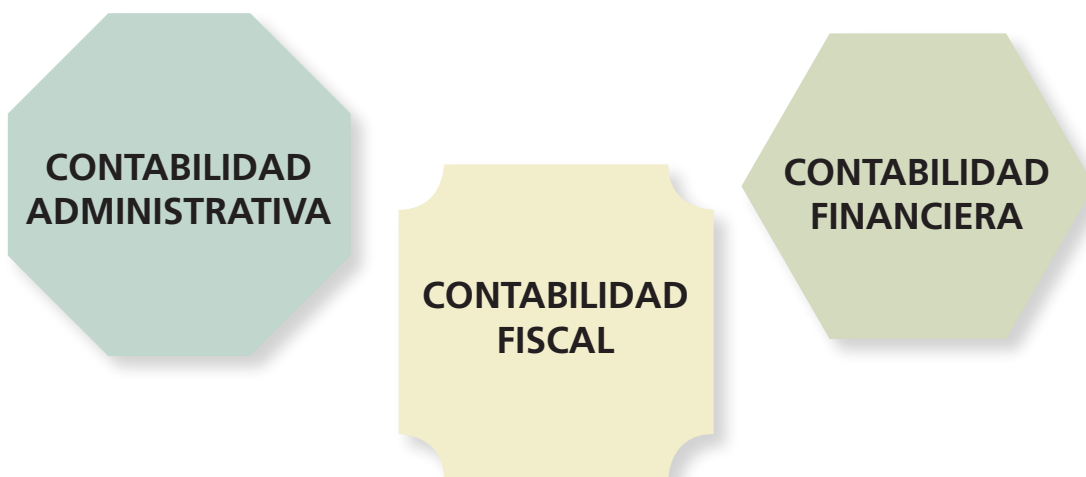 CONTABILIDAD
ADMINISTRATIVA
CONTABILIDAD
FISCAL
CONTABILIDAD
FINANCIERA